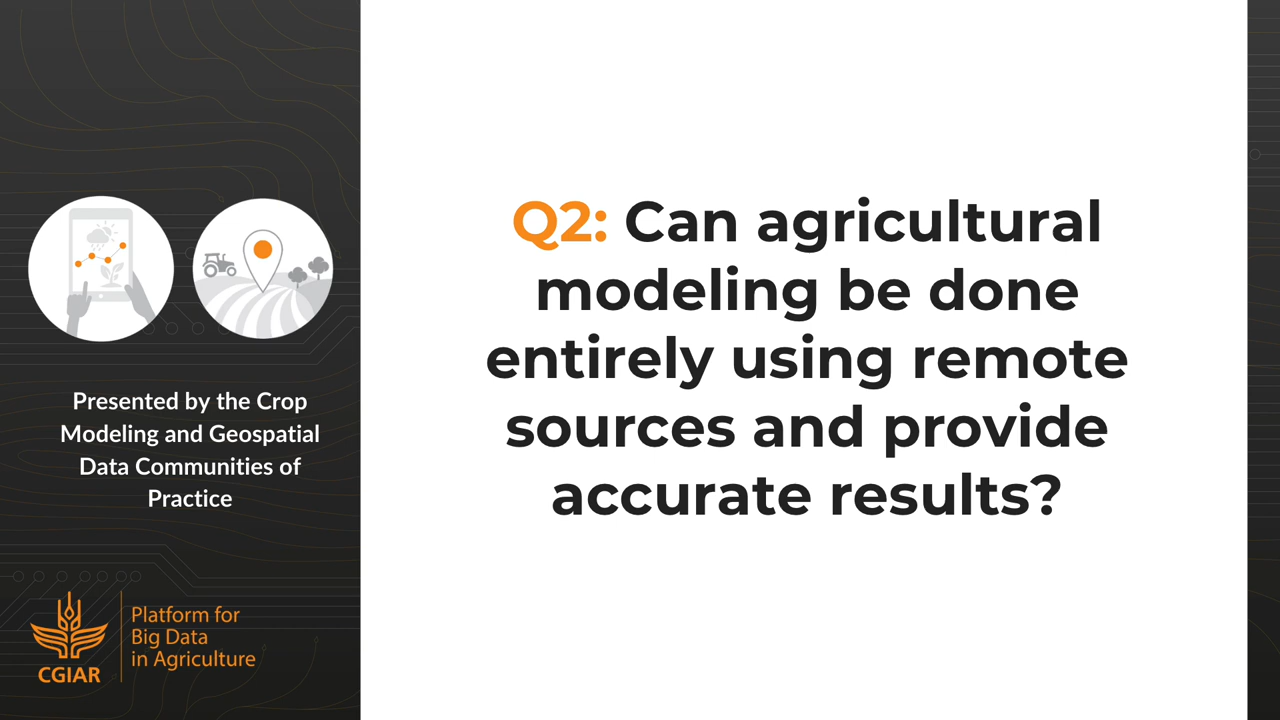 Presented by the Crop
Modeling and Geospatial
Data Communities of
Practice
CGIAR
Platform for
Big Data
in Agriculture
Q2: Can agricultural
modeling be done
entirely using remote
sources and provide
accurate results?